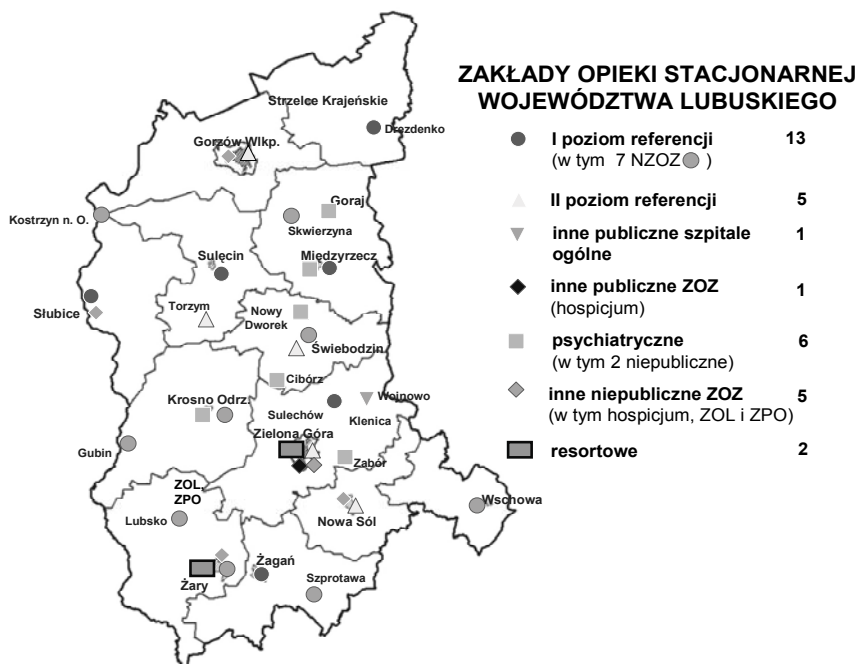 ZAKŁADY OPIEKI STACJONARNEJ
WOJEWÓDZTWA LUBUSKIEGO
I poziom referencji 13
(w tym 7 NZOZ )
II poziom referencji 5
inne publiczne szpitale 1
ogólne
inne publiczne ZOZ 1
(hospicjum)
psychiatryczne 6
(w tym 2 niepubliczne)
inne niepubliczne ZOZ 5
(w tym hospicjum, ZOL i ZPO)
resortowe 2
Strzelce Krajeńskie
Drezdenko
Gorzów Wlkp.
Goraj
Kostrzyn n. O.
Skwierzyna
Sulęcin
Międzyrzecz
Słubice
Torzym
Nowy
Dworek
Świebodzin
Cibórz
Krosno Odrz.
Wojnowo
Sulechów
Klenica
Zielona Góra
Gubin
Zabór
ZOL,
ZPO
Wschowa
Lubsko
Nowa Sól
Żagań
Żary
Szprotawa